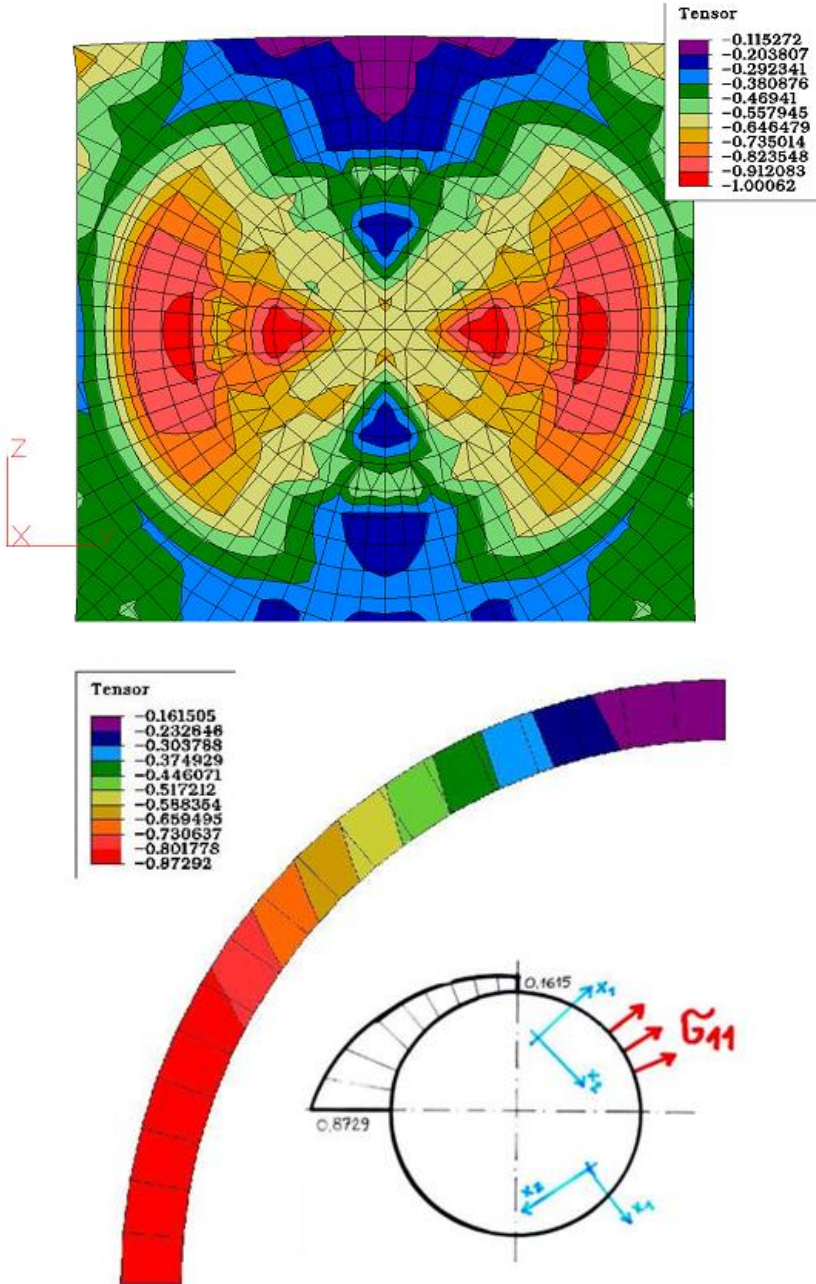 Tensor
-0.115272
-0.203807
-0.292341
-0.380876
-0.46941
-0.557945
-0.646479
-0.735014
-0.823548
-0.912083
-1.00062
Z
X
Y
Tensor
-0.161505
-0.232646
-0.303788
-0.374929
-0.446071
-0.517212
-0.588354
-0.659495
-0.730637
-0.801778
-0.87292
0.1615
x1
x2
σ11
0.8729
x2
x1